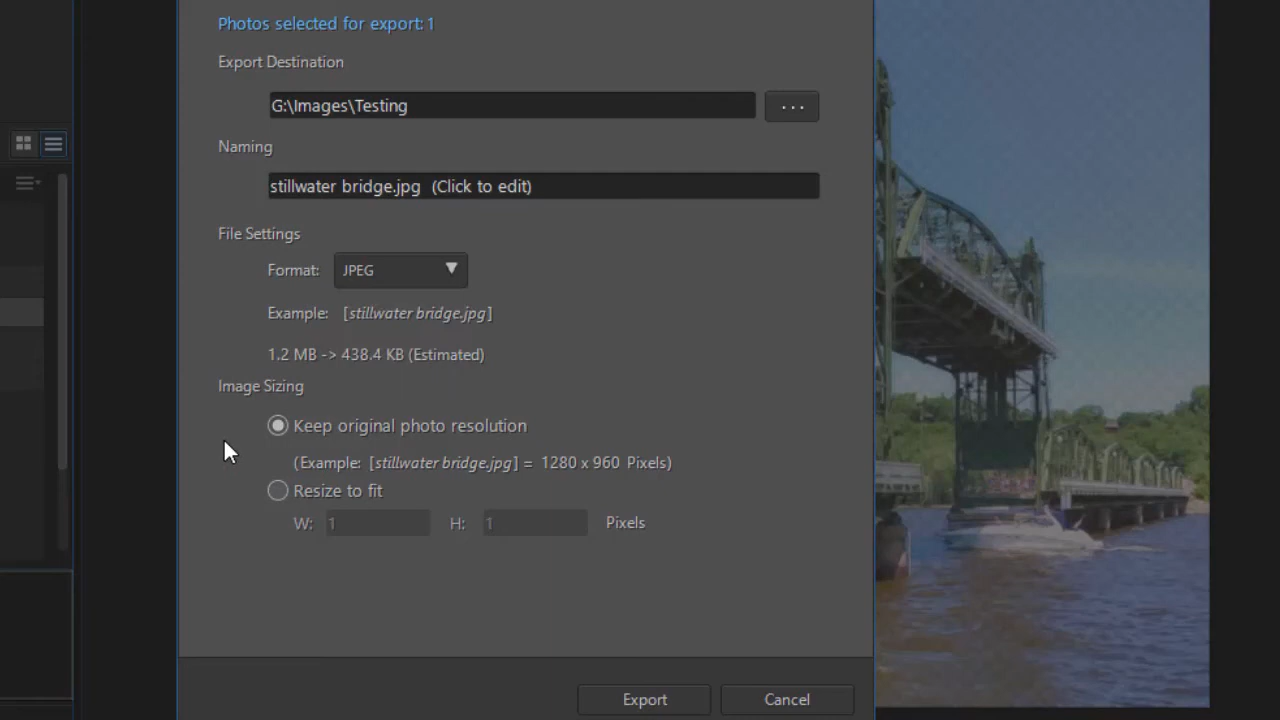 Photos selected for export: 1
Export Destination
G:\Images\Testing
...
Naming
stillwater bridge.jpg (Click to edit)
File Settings
Format: JPEG
Example: [stillwater bridge.jpg]
1.2 MB -> 438.4 KB (Estimated)
Image Sizing
Keep original photo resolution
(Example: [stillwater bridge.jpg] = 1280 x 960 Pixels)
Resize to fit
W: 1 H: 1 Pixels
Export Cancel